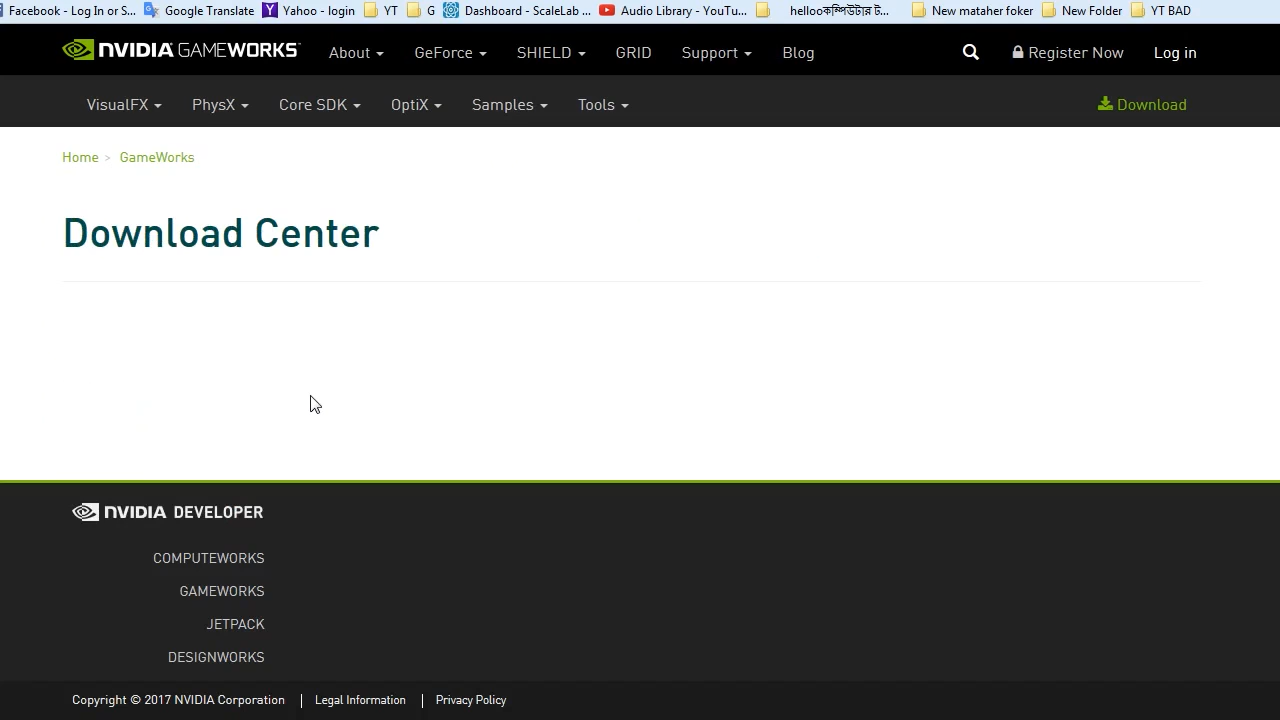 Facebook - Log In or S... Google Translate Yahoo - login YT G Dashboard - ScaleLab ... Audio Library - YouTu... hellooকম্পিউটার ট... New mataher foker New Folder YT BAD
NVIDIA GAMEWORKS About GeForce SHIELD GRID Support Blog Register Now Log in
VisualFX PhysX Core SDK OptiX Samples Tools Download
Home > GameWorks
Download Center
NVIDIA DEVELOPER
COMPUTEWORKS
GAMEWORKS
JETPACK
DESIGNWORKS
Copyright © 2017 NVIDIA Corporation | Legal Information | Privacy Policy